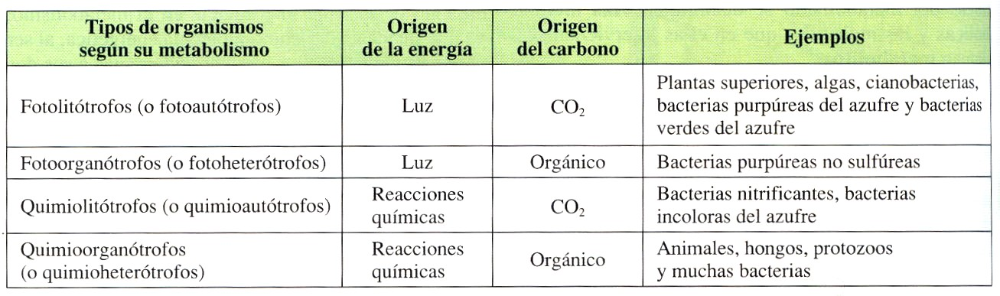 Tipos de organismos
según su metabolismo
Origen
de la energía
Origen
del carbono
Ejemplos
Fotolitótrofos (o fotoautótrofos)
Luz
CO₂
Plantas superiores, algas, cianobacterias,
bacterias purpúreas del azufre y bacterias
verdes del azufre
Fotoorganótrofos (o fotoheterótrofos)
Luz
Orgánico
Bacterias purpúreas no sulfúreas
Quimiolitótrofos (o quimioautótrofos)
Reacciones
químicas
CO₂
Bacterias nitrificantes, bacterias
incoloras del azufre
Quimioorganótrofos
(o quimioheterótrofos)
Reacciones
químicas
Orgánico
Animales, hongos, protozoos
y muchas bacterias